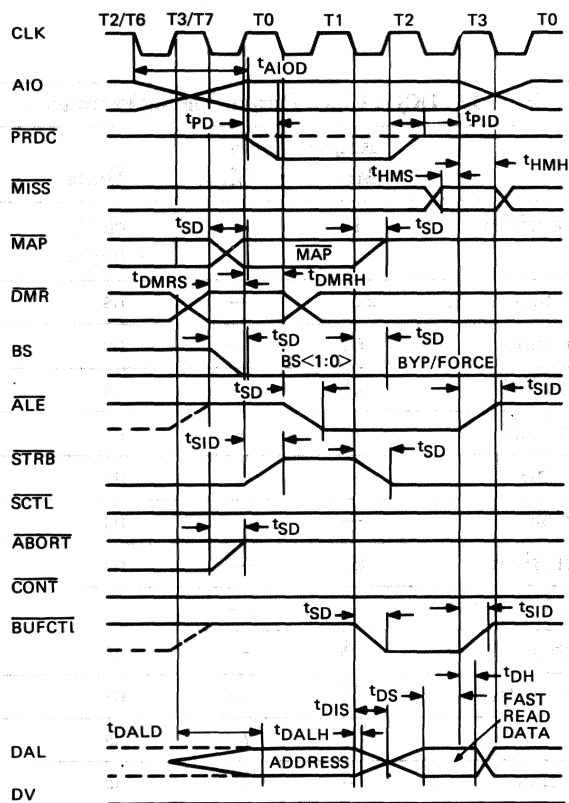 T2/T6 T3/T7 T0 T1 T2 T3 T0
CLK
tAIOD
AIO
tPD tPID
PRDC
tHMS tHMH
MISS
tSD tSD
MAP MAP
tDMRS tDMRH
DMR
tSD tSD
BS BS<1:0> BYP/FORCE
tSD tSID
ALE
tSID tSD
STRB
SCTL
tSD
ABORT
CONT
tSD tSID
BUFCTL
tDH
tDIS tDS FAST
READ
DATA
tDALD tDALH
DAL ADDRESS
DV